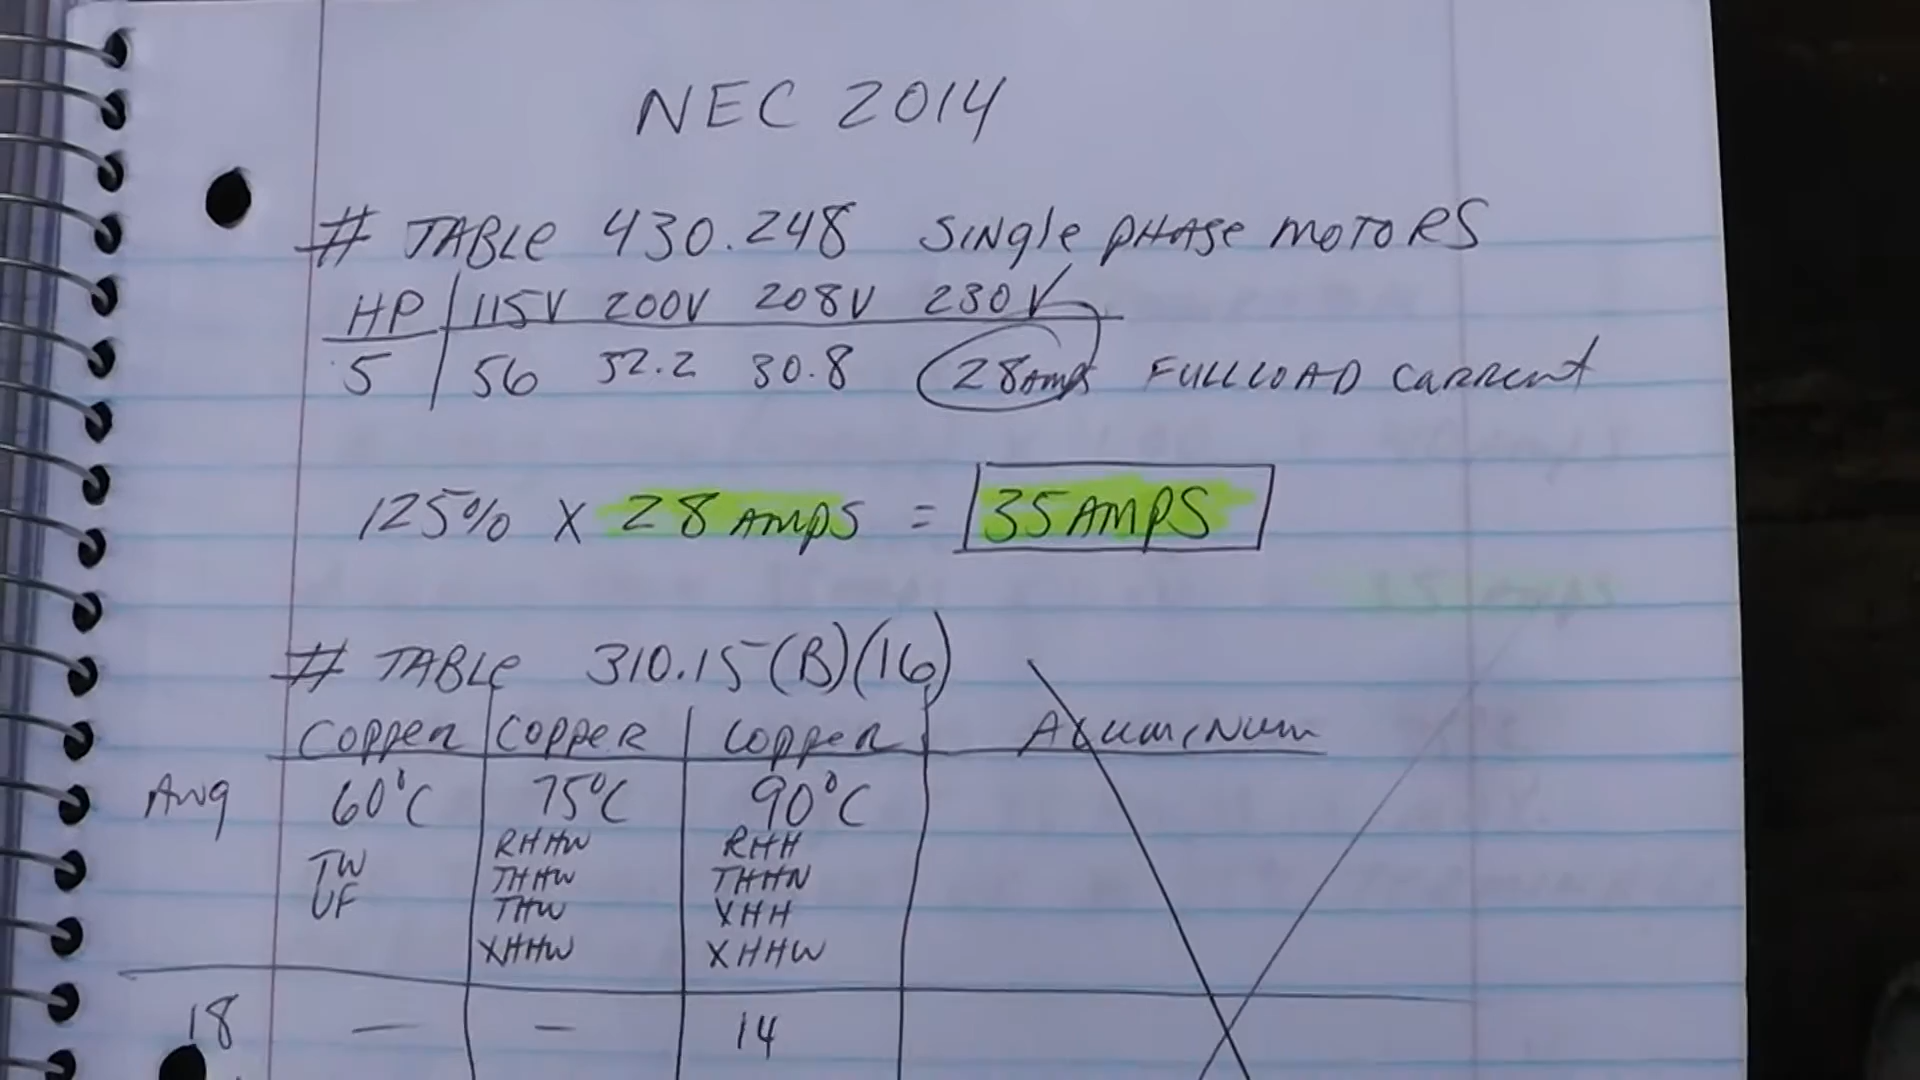 NEC 2014
# TABLE 430.248 SINGLE PHASE MOTORS
HP 115V 200V 208V 230V
5 56 32.2 30.8 28 AMPS FULL LOAD CURRENT
125% X 28 AMPS = 35 AMPS
# TABLE 310.15(B)(16)
COPPER COPPER COPPER ALUMINUM
AWG 60°C 75°C 90°C
TW RHHW RHH
UF THHW THHN
THW XHH
XHHW XHHW
18 — — 14